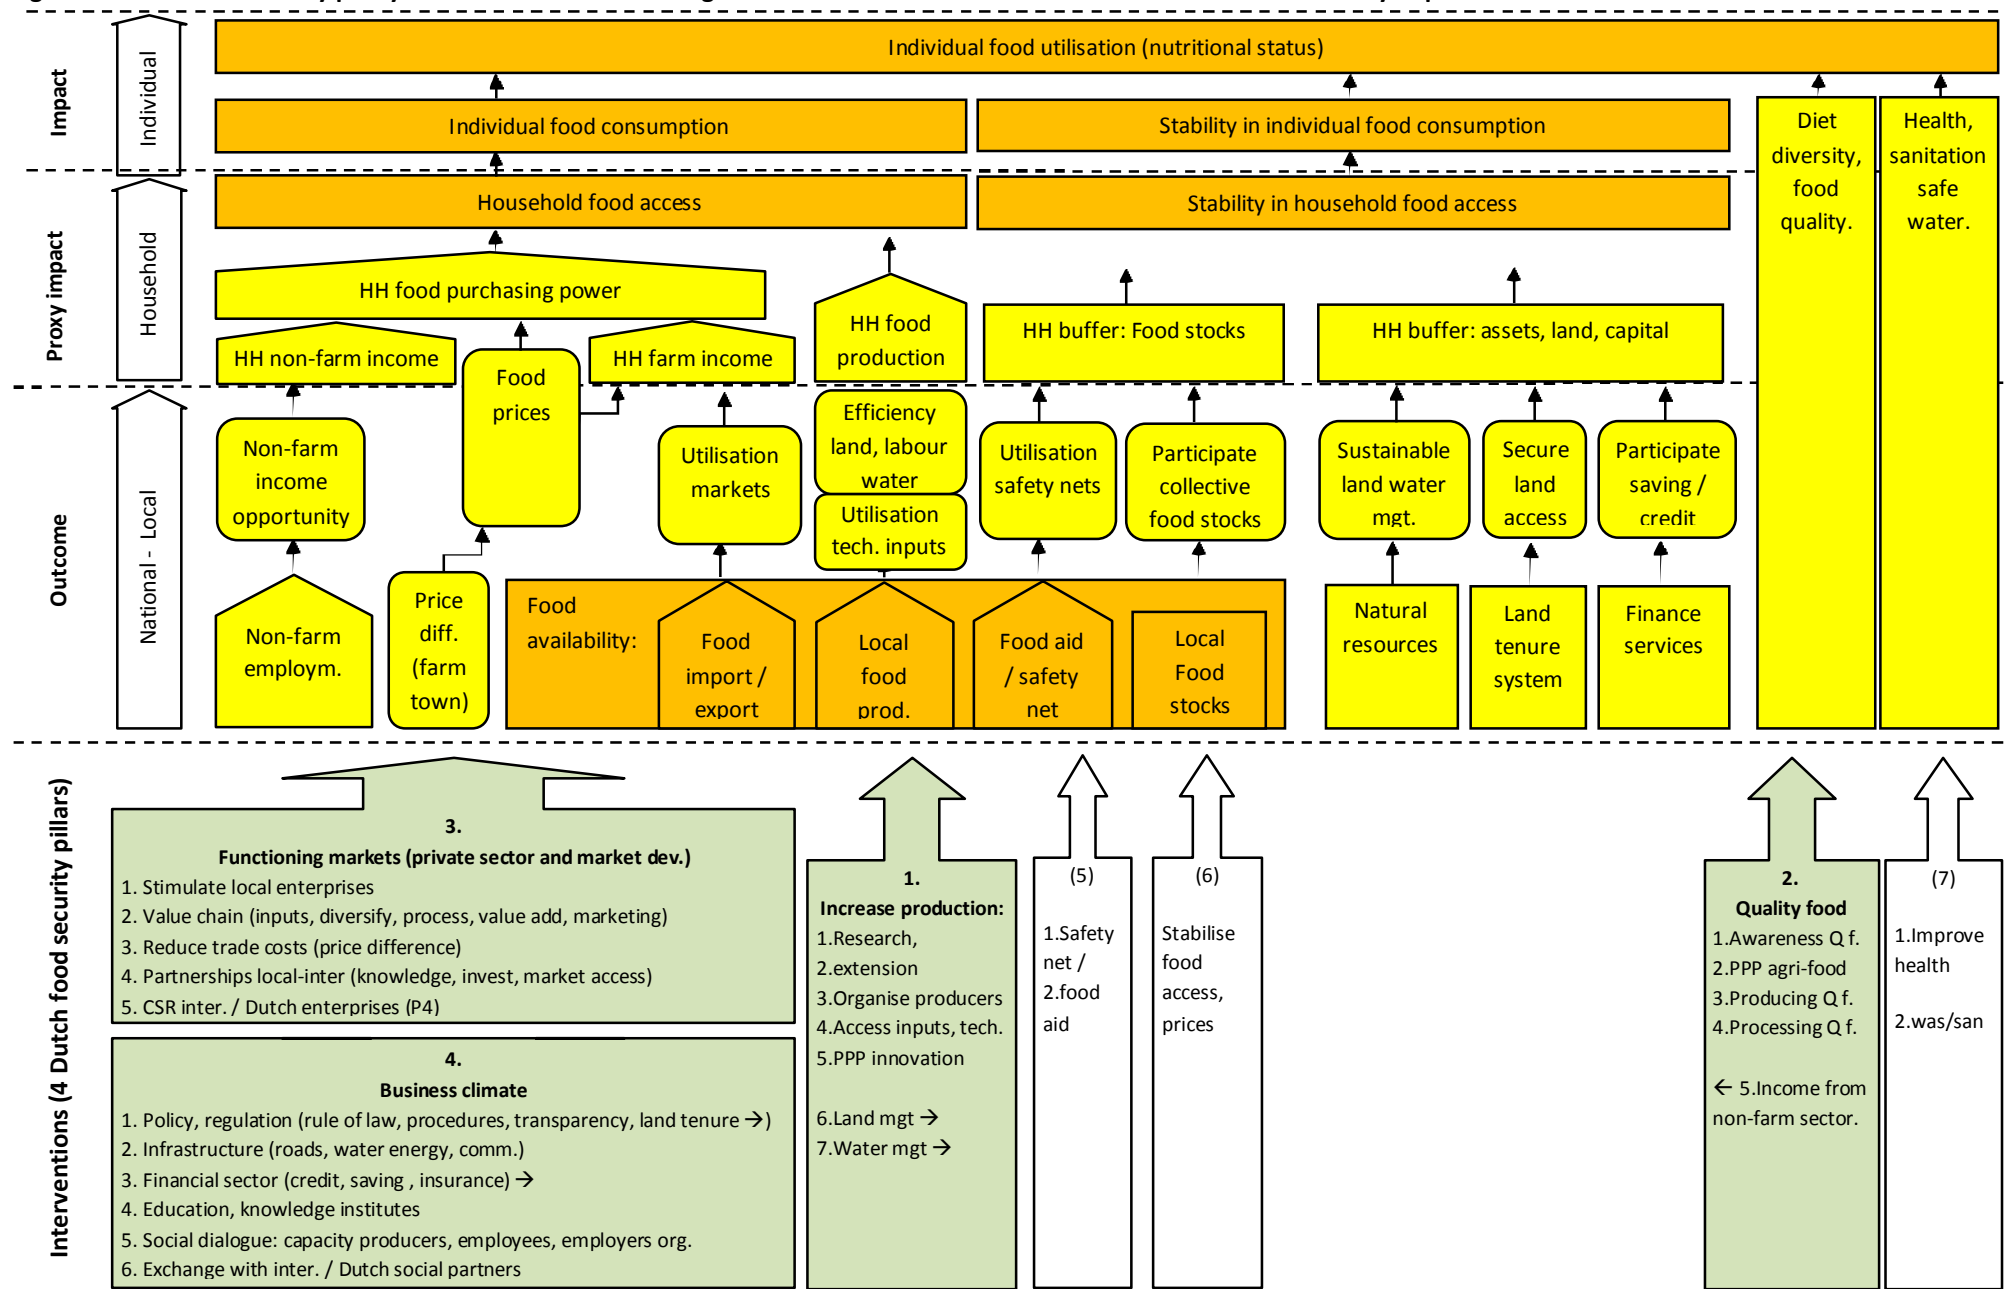 Individual food utilisation (nutritional status)
Impact
Individual
Individual food consumption
Stability in individual food consumption
Diet
diversity,
food
quality.
Health,
sanitation
safe
water.
Proxy impact
Household
Household food access
Stability in household food access
HH food purchasing power
HH non-farm income
Food
prices
HH farm income
HH food
production
HH buffer: Food stocks
HH buffer: assets, land, capital
Outcome
National - Local
Non-farm
income
opportunity
Utilisation
markets
Efficiency
land, labour
water
Utilisation
tech. inputs
Utilisation
safety nets
Participate
collective
food stocks
Sustainable
land water
mgt.
Secure
land
access
Participate
saving /
credit
Non-farm
employm.
Price
diff.
(farm
town)
Food
availability:
Food
import /
export
Local
food
prod.
Food aid
/ safety
net
Local
Food
stocks
Natural
resources
Land
tenure
system
Finance
services
Interventions (4 Dutch food security pillars)
3.
Functioning markets (private sector and market dev.)
1. Stimulate local enterprises
2. Value chain (inputs, diversify, process, value add, marketing)
3. Reduce trade costs (price difference)
4. Partnerships local-inter (knowledge, invest, market access)
5. CSR inter. / Dutch enterprises (P4)
4.
Business climate
1. Policy, regulation (rule of law, procedures, transparency, land tenure →)
2. Infrastructure (roads, water energy, comm.)
3. Financial sector (credit, saving , insurance) →
4. Education, knowledge institutes
5. Social dialogue: capacity producers, employees, employers org.
6. Exchange with inter. / Dutch social partners
1.
Increase production:
1.Research,
2.extension
3.Organise producers
4.Access inputs, tech.
5.PPP innovation
6.Land mgt →
7.Water mgt →
(5)
1.Safety
net /
2.food
aid
(6)
Stabilise
food
access,
prices
2.
Quality food
1.Awareness Q f.
2.PPP agri-food
3.Producing Q f.
4.Processing Q f.
← 5.Income from
non-farm sector.
(7)
1.Improve
health
2.was/san